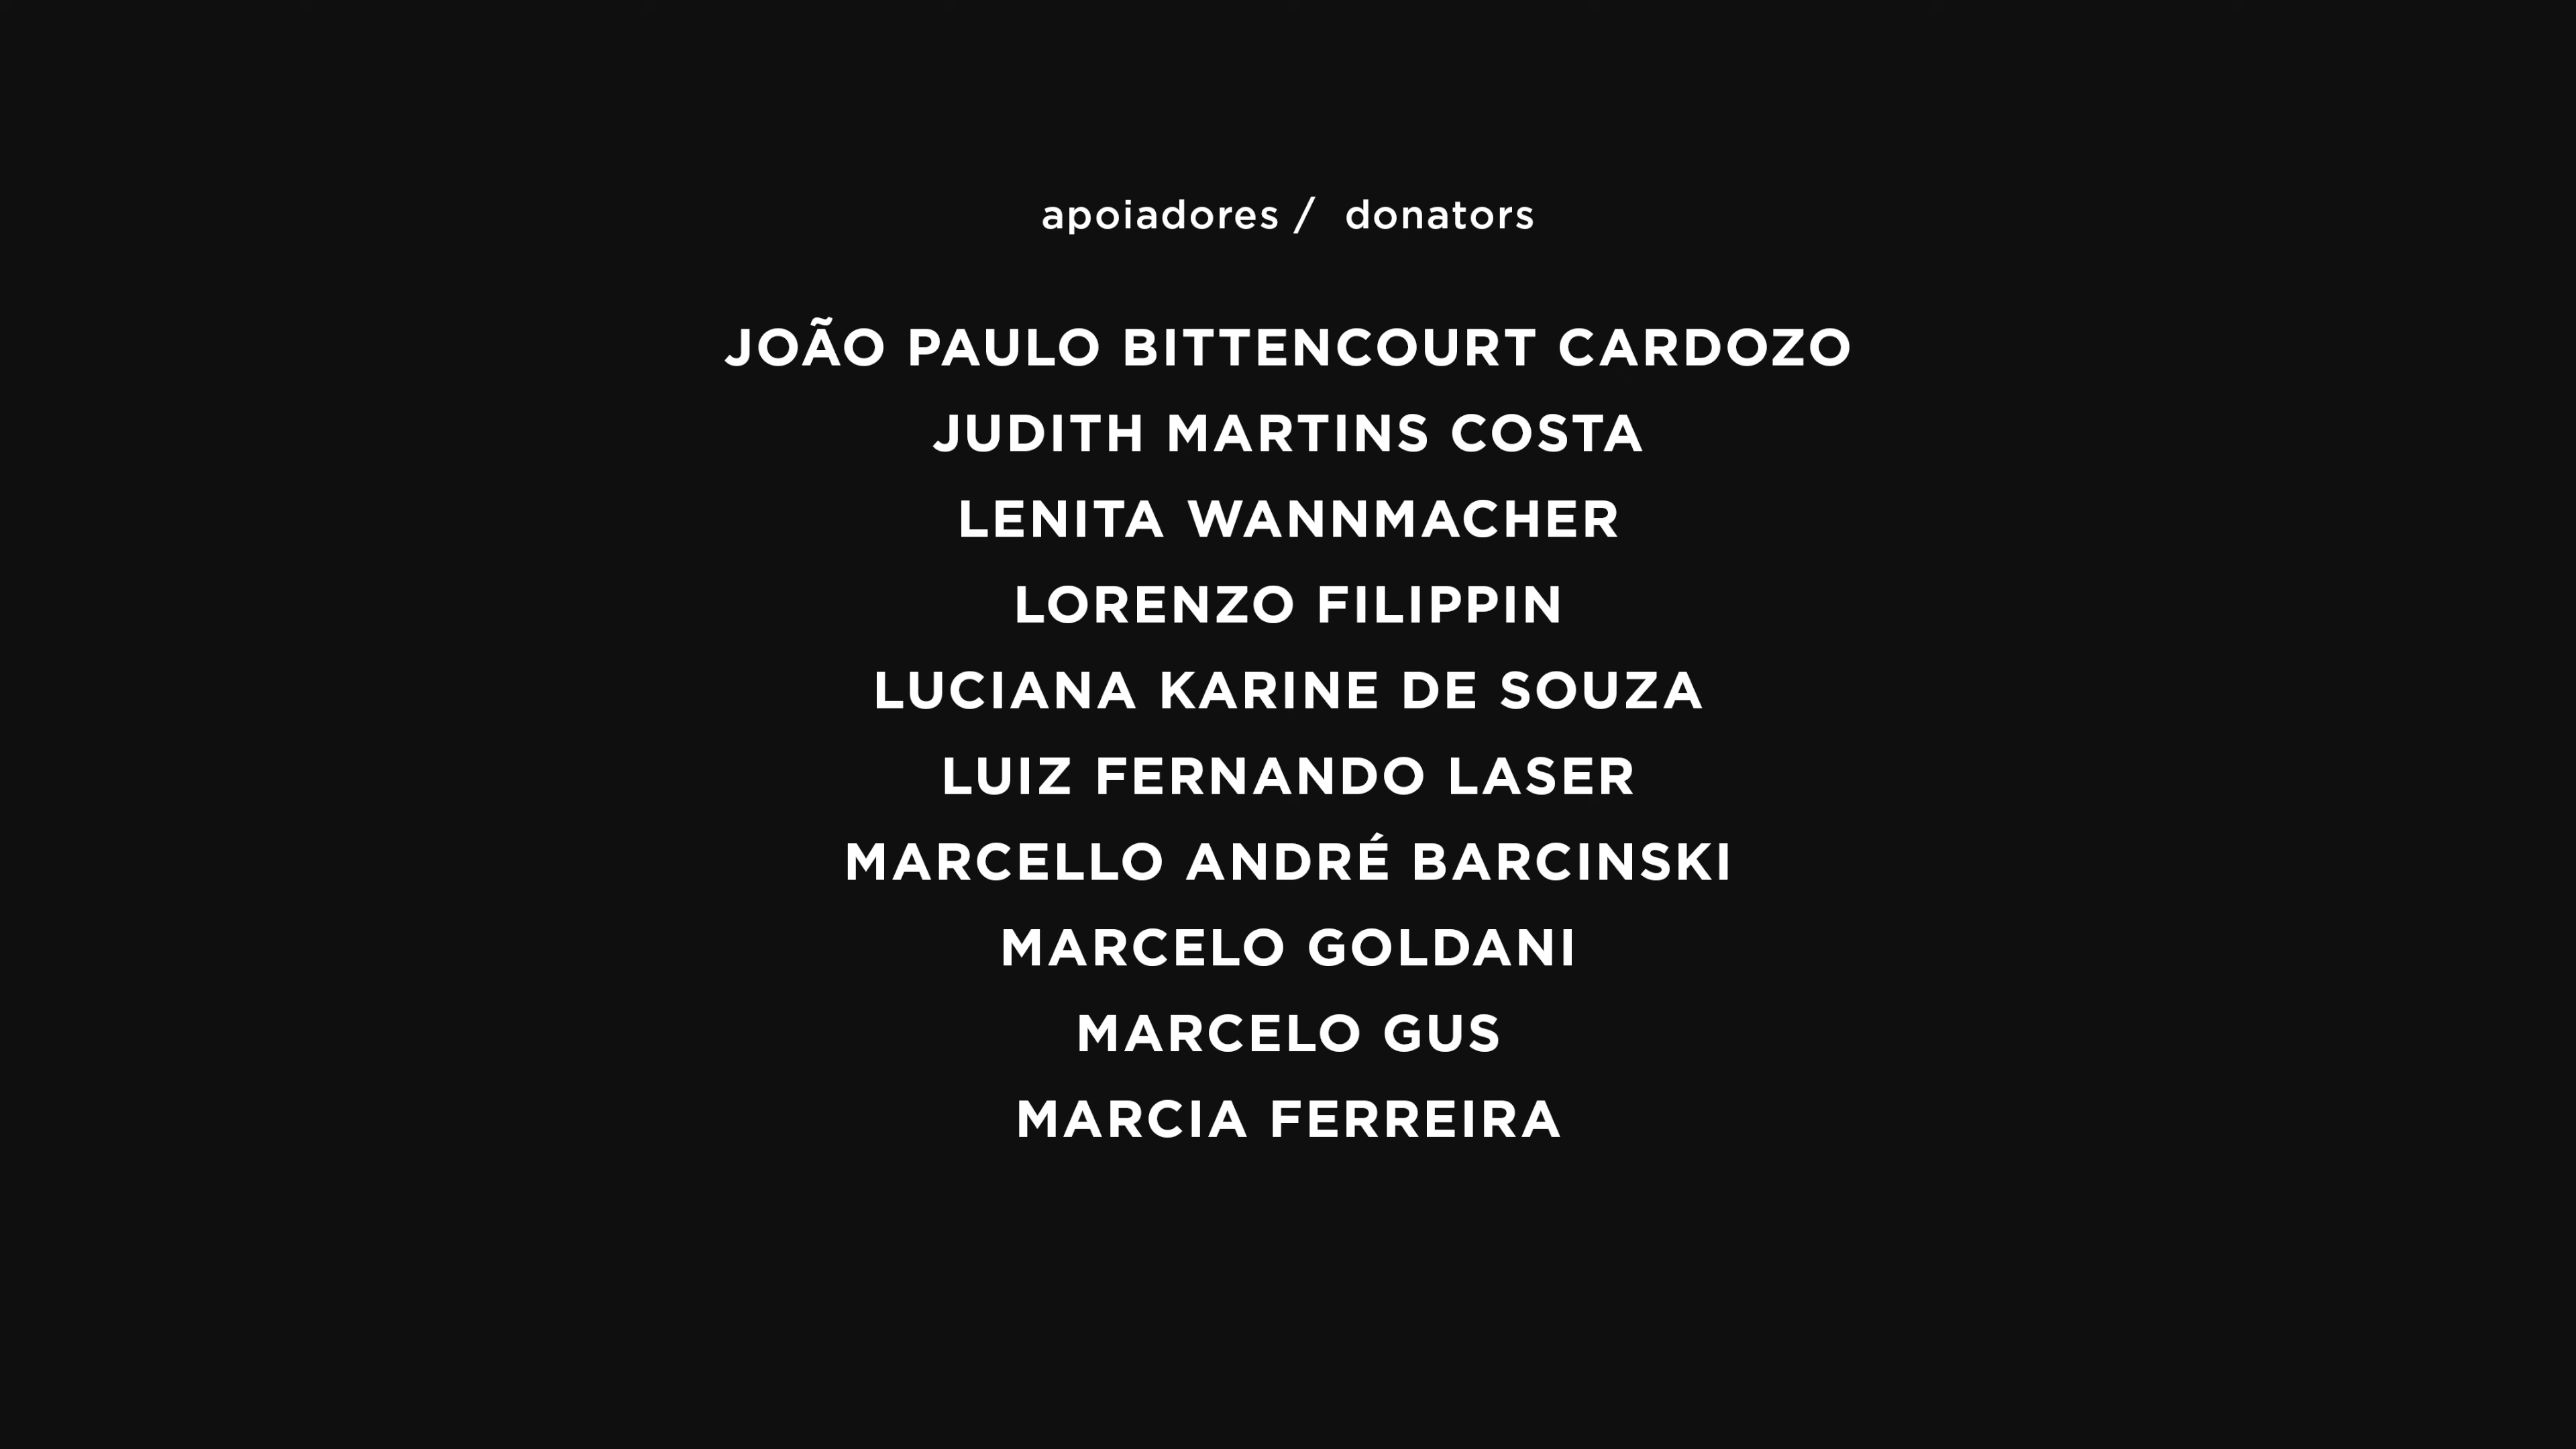 apoiadores / donators
JOÃO PAULO BITTENCOURT CARDOZO
JUDITH MARTINS COSTA
LENITA WANNMACHER
LORENZO FILIPPIN
LUCIANA KARINE DE SOUZA
LUIZ FERNANDO LASER
MARCELLO ANDRÉ BARCINSKI
MARCELO GOLDANI
MARCELO GUS
MARCIA FERREIRA